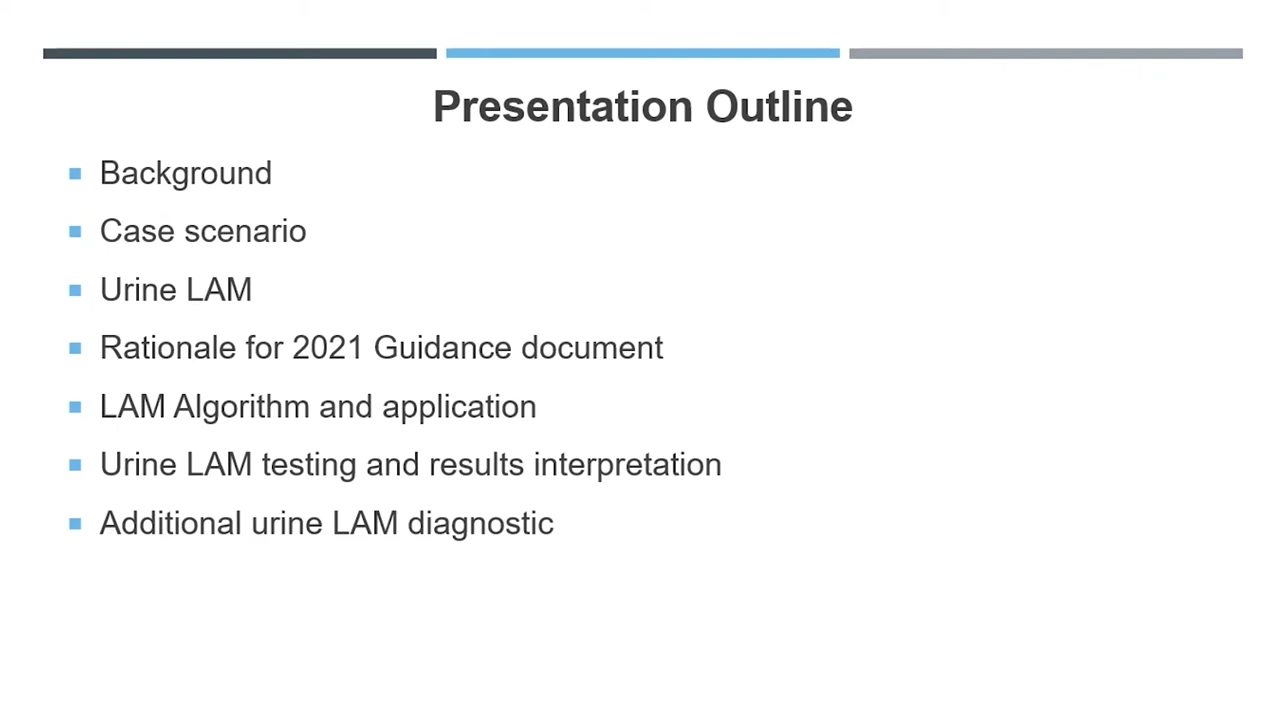 Presentation Outline
Background
Case scenario
Urine LAM
Rationale for 2021 Guidance document
LAM Algorithm and application
Urine LAM testing and results interpretation
Additional urine LAM diagnostic